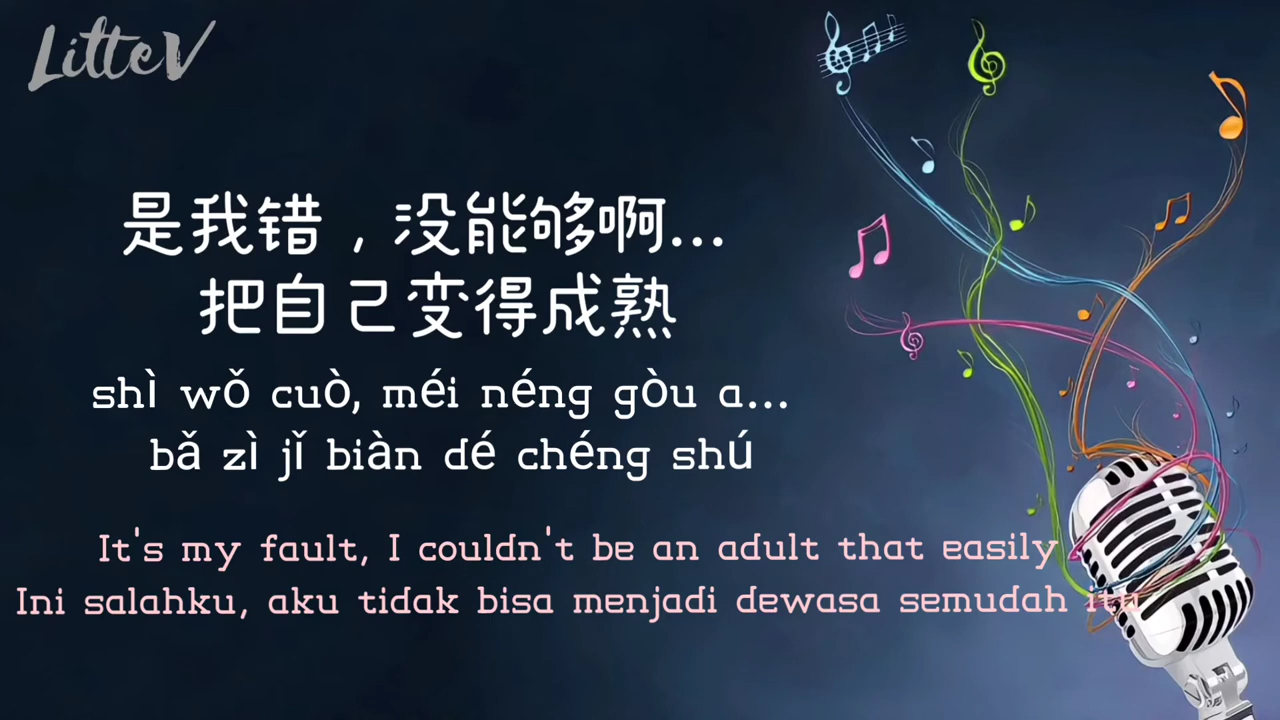 LitteV
是我错，没能够啊...
把自己变得成熟
shì wǒ cuò, méi néng gòu a...
bǎ zì jǐ biàn dé chéng shú
It's my fault, I couldn't be an adult that easily
Ini salahku, aku tidak bisa menjadi dewasa semudah itu